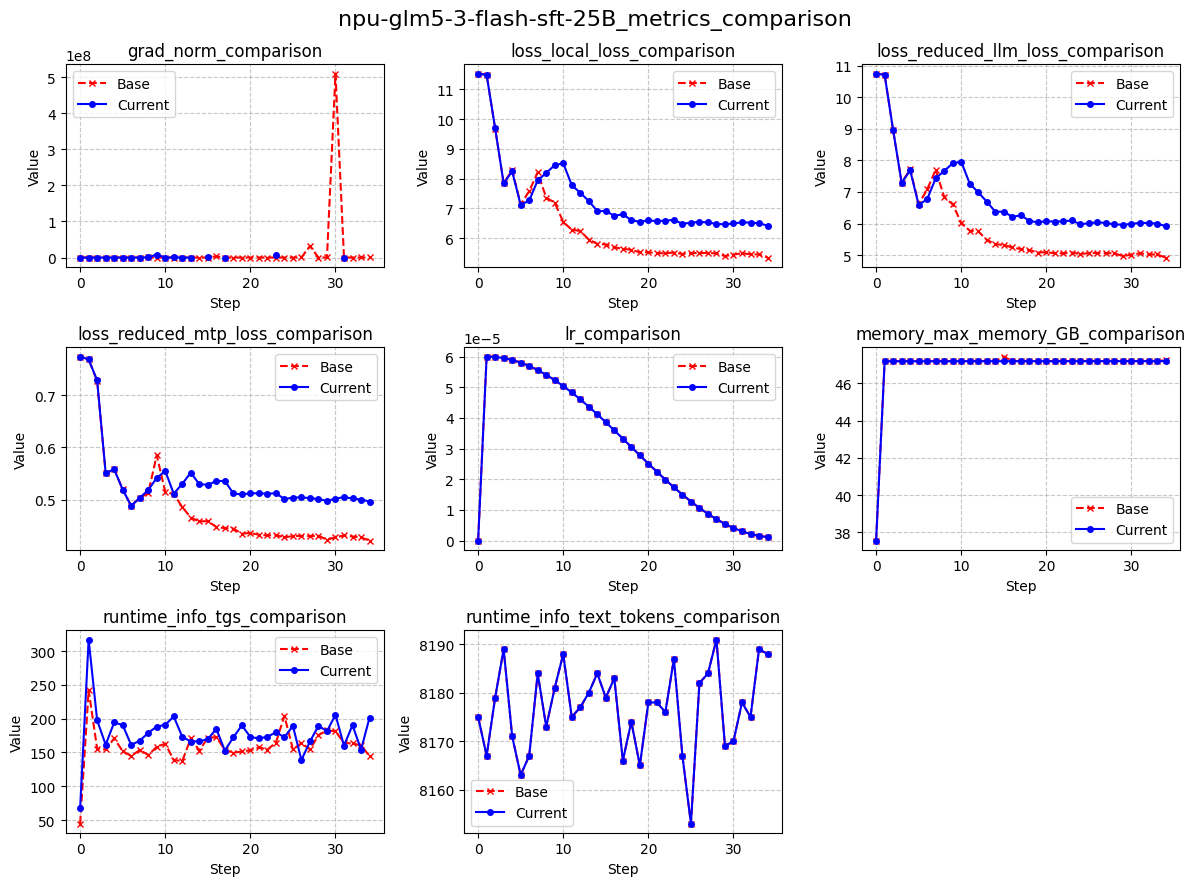 npu-glm5-3-flash-sft-25B_metrics_comparison
grad_norm_comparison
1e8
5
4
3
2
1
0
Value
0 10 20 30
Step
Base
Current
loss_local_loss_comparison
11
10
9
8
7
6
Value
0 10 20 30
Step
Base
Current
loss_reduced_llm_loss_comparison
11
10
9
8
7
6
5
Value
0 10 20 30
Step
Base
Current
loss_reduced_mtp_loss_comparison
0.7
0.6
0.5
Value
0 10 20 30
Step
Base
Current
lr_comparison
1e−5
6
5
4
3
2
1
0
Value
0 10 20 30
Step
Base
Current
memory_max_memory_GB_comparison
46
44
42
40
38
Value
0 10 20 30
Step
Base
Current
runtime_info_tgs_comparison
300
250
200
150
100
50
Value
0 10 20 30
Step
Base
Current
runtime_info_text_tokens_comparison
8190
8180
8170
8160
Value
0 10 20 30
Step
Base
Current